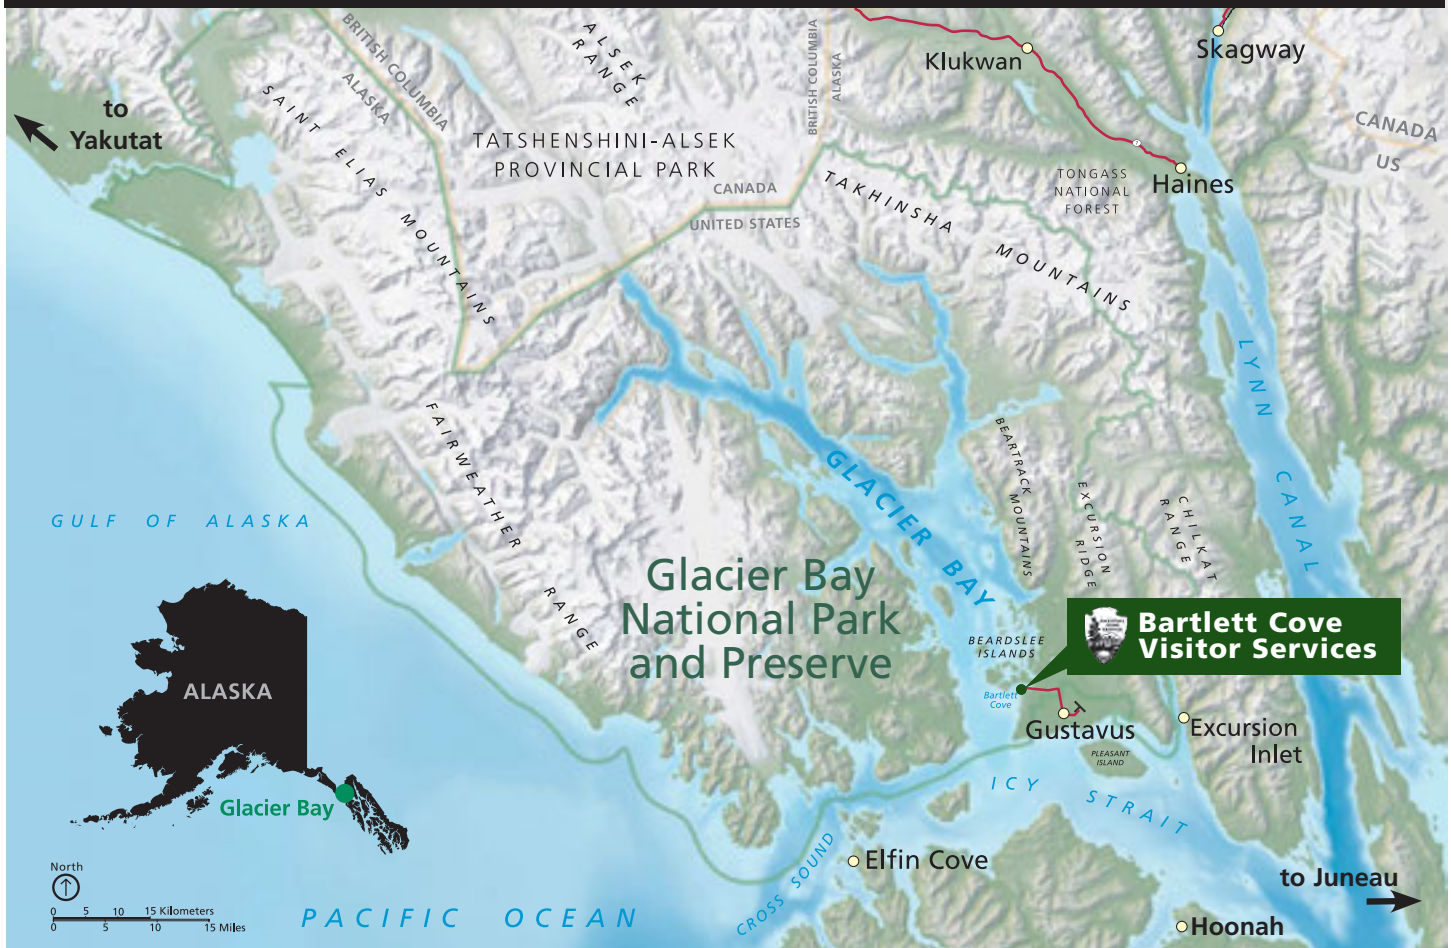 to
Yakutat
BRITISH COLUMBIA
ALASKA
ALSEK
RANGE
BRITISH COLUMBIA
ALASKA
Klukwan
Skagway
CANADA
US
SAINT ELIAS MOUNTAINS
TATSHENSHINI-ALSEK
PROVINCIAL PARK
CANADA
UNITED STATES
TAKHINSHA MOUNTAINS
TONGASS
NATIONAL
FOREST
Haines
LYNN CANAL
FAIRWEATHER RANGE
GLACIER BAY
BEARTRACK
MOUNTAINS
EXCURSION
RIDGE
CHILKAT
RANGE
GULF OF ALASKA
Glacier Bay
National Park
and Preserve
BEARDSLEE
ISLANDS
Bartlett Cove
Visitor Services
Bartlett
Cove
Gustavus
PLEASANT
ISLAND
Excursion
Inlet
ICY STRAIT
ALASKA
Glacier Bay
CROSS SOUND
Elfin Cove
to Juneau
Hoonah
PACIFIC OCEAN
North
0 5 10 15 Kilometers
0 5 10 15 Miles